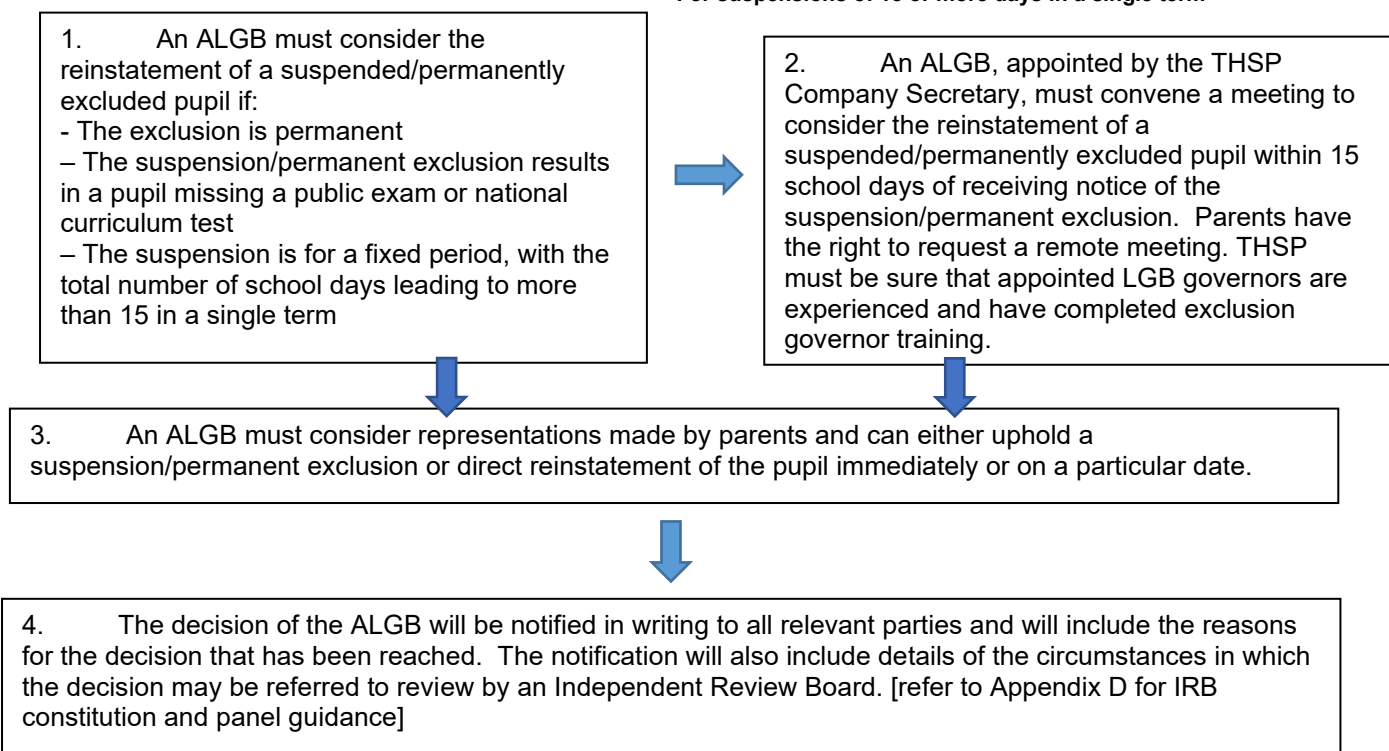 For suspensions of or more days in a single term
1. An ALGB must consider the
reinstatement of a suspended/permanently
excluded pupil if:
- The exclusion is permanent
– The suspension/permanent exclusion results
in a pupil missing a public exam or national
curriculum test
– The suspension is for a fixed period, with the
total number of school days leading to more
than 15 in a single term
2. An ALGB, appointed by the THSP
Company Secretary, must convene a meeting to
consider the reinstatement of a
suspended/permanently excluded pupil within 15
school days of receiving notice of the
suspension/permanent exclusion. Parents have
the right to request a remote meeting. THSP
must be sure that appointed LGB governors are
experienced and have completed exclusion
governor training.
3. An ALGB must consider representations made by parents and can either uphold a
suspension/permanent exclusion or direct reinstatement of the pupil immediately or on a particular date.
4. The decision of the ALGB will be notified in writing to all relevant parties and will include the reasons
for the decision that has been reached. The notification will also include details of the circumstances in which
the decision may be referred to review by an Independent Review Board. [refer to Appendix D for IRB
constitution and panel guidance]